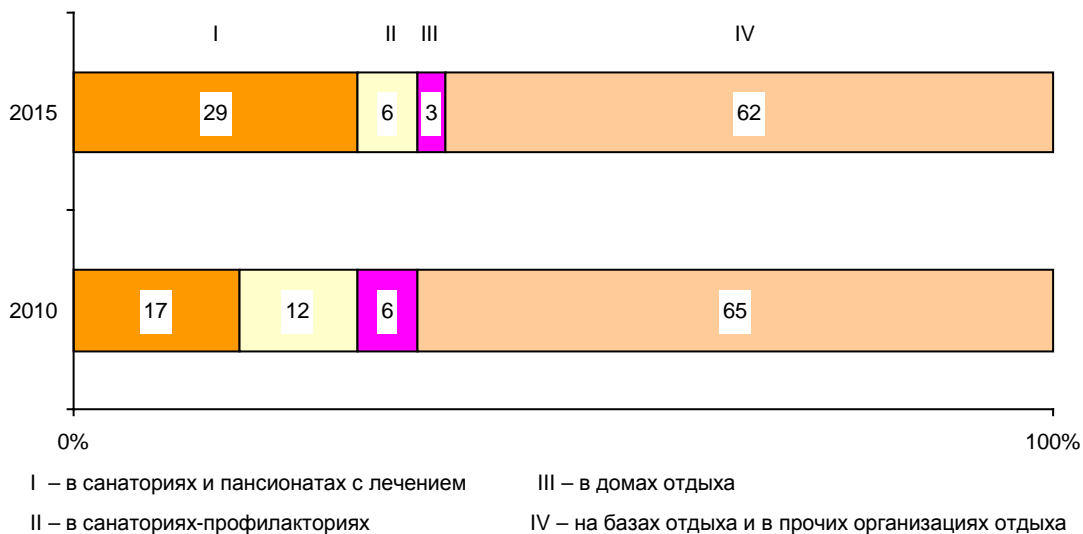 I II III IV
2015 29 6 3 62
2010 17 12 6 65
0% 100%
I – в санаториях и пансионатах с лечением III – в домах отдыха
II – в санаториях-профилакториях IV – на базах отдыха и в прочих организациях отдыха